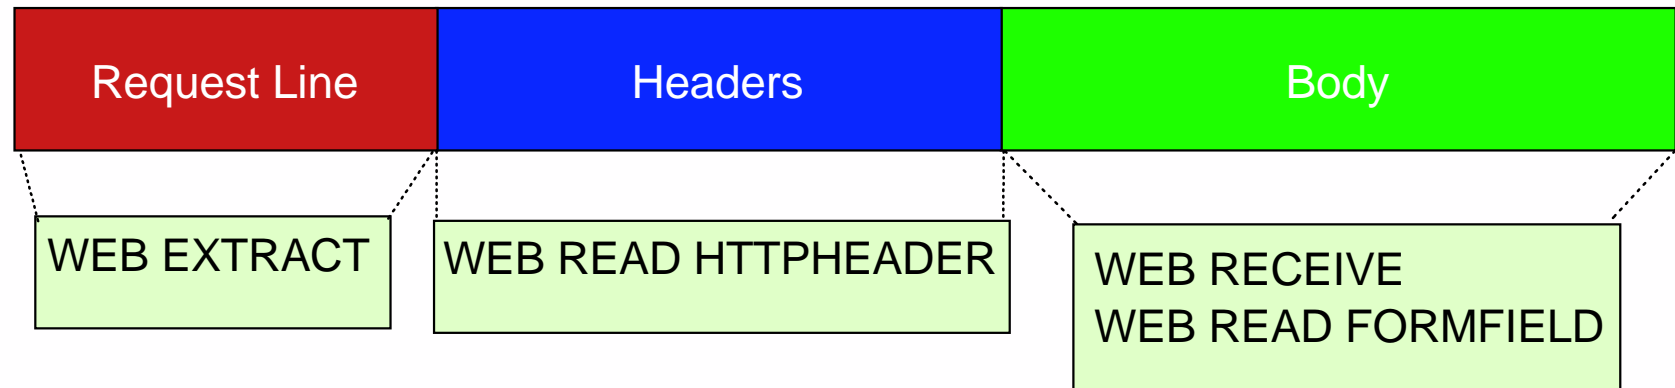 Request Line
Headers
Body
WEB EXTRACT
WEB READ HTTPHEADER
WEB RECEIVE
WEB READ FORMFIELD